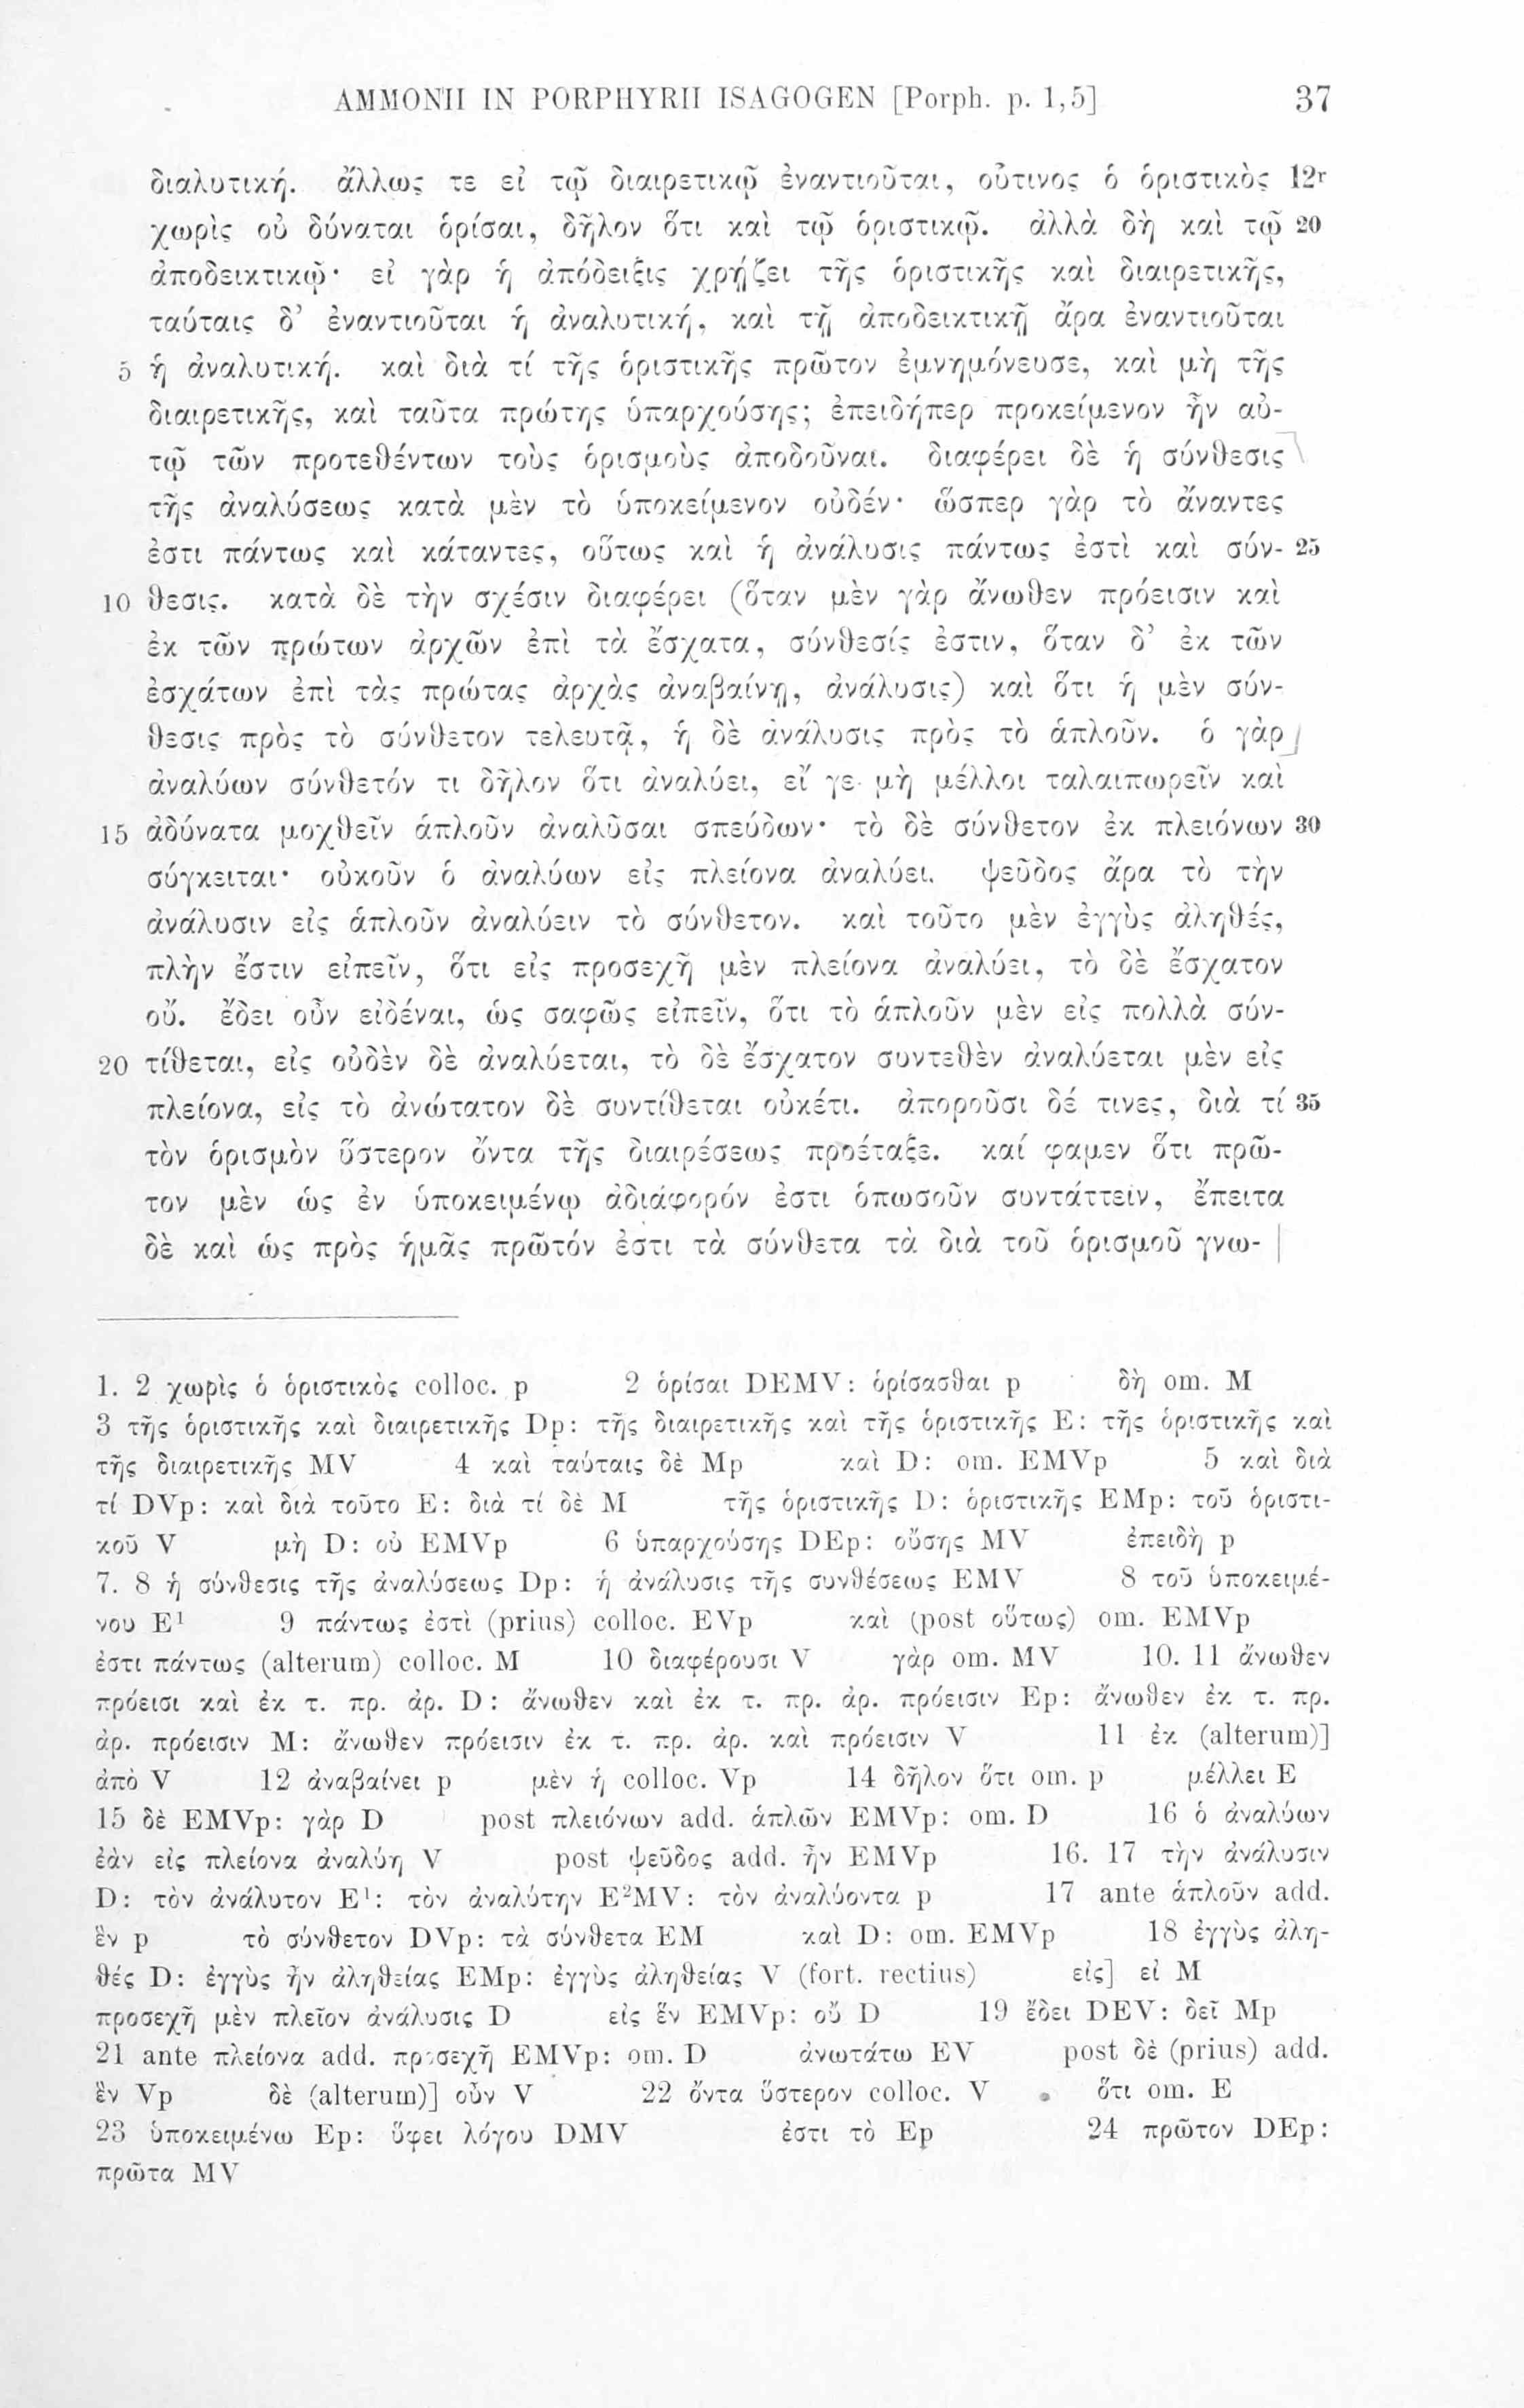 AMMONII IN PORPHYRII ISAGOGEN [Porph. p. 1,5] 37
διαλυτική. ἄλλως τε εἰ τῷ διαιρετικῷ ἐναντιοῦται, οὗτινος ὁ ὁριστικὸς 12r
χωρὶς οὐ δύναται ὁρίσαι, δῆλον ὅτι καὶ τῷ ὁριστικῷ. ἀλλὰ δὴ καὶ τῷ 20
ἀποδεικτικῷ· εἰ γὰρ ἡ ἀπόδειξις χρῄζει τῆς ὁριστικῆς καὶ διαιρετικῆς,
ταύταις δ’ ἐναντιοῦται ἡ ἀναλυτική, καὶ τῇ ἀποδεικτικῇ ἄρα ἐναντιοῦται
5 ἡ ἀναλυτική. καὶ διὰ τί τῆς ὁριστικῆς πρῶτον ἐμνημόνευσε, καὶ μὴ τῆς
διαιρετικῆς, καὶ ταῦτα πρώτης ὑπαρχούσης; ἐπειδήπερ προκείμενον ἦν αὐ-
τῷ τῶν προτεθέντων τοὺς ὁρισμοὺς ἀποδοῦναι. διαφέρει δὲ ἡ σύνθεσις
τῆς ἀναλύσεως κατὰ μὲν τὸ ὑποκείμενον οὐδέν· ὥσπερ γὰρ τὸ ἄναντες
ἐστι πάντως καὶ κάταντες, οὕτως καὶ ἡ ἀνάλυσις πάντως ἐστὶ καὶ σύν- 25
10 θεσις. κατὰ δὲ τὴν σχέσιν διαφέρει (ὅταν μὲν γὰρ ἄνωθεν πρόεισιν καὶ
ἐκ τῶν πρώτων ἀρχῶν ἐπὶ τὰ ἔσχατα, σύνθεσίς ἐστιν, ὅταν δ’ ἐκ τῶν
ἐσχάτων ἐπὶ τὰς πρώτας ἀρχὰς ἀναβαίνῃ, ἀνάλυσις) καὶ ὅτι ἡ μὲν σύν-
θεσις πρὸς τὸ σύνθετον τελευτᾷ, ἡ δὲ ἀνάλυσις πρὸς τὸ ἁπλοῦν. ὁ γὰρ
ἀναλύων σύνθετόν τι δῆλον ὅτι ἀναλύει, εἴ γε μὴ μέλλοι ταλαιπωρεῖν καὶ
15 ἀδύνατα μοχθεῖν ἁπλοῦν ἀναλῦσαι σπεύδων· τὸ δὲ σύνθετον ἐκ πλειόνων 30
σύγκειται· οὐκοῦν ὁ ἀναλύων εἰς πλείονα ἀναλύει. ψεῦδος ἄρα τὸ τὴν
ἀνάλυσιν εἰς ἁπλοῦν ἀναλύειν τὸ σύνθετον. καὶ τοῦτο μὲν ἐγγὺς ἀληθές,
πλὴν ἔστιν εἰπεῖν, ὅτι εἰς προσεχῆ μὲν πλείονα ἀναλύει, τὸ δὲ ἔσχατον
οὔ. ἔδει οὖν εἰδέναι, ὡς σαφῶς εἰπεῖν, ὅτι τὸ ἁπλοῦν μὲν εἰς πολλὰ σύν-
20 τίθεται, εἰς οὐδὲν δὲ ἀναλύεται, τὸ δὲ ἔσχατον συντεθὲν ἀναλύεται μὲν εἰς
πλείονα, εἰς τὸ ἀνώτατον δὲ συντίθεται οὐκέτι. ἀποροῦσι δέ τινες, διὰ τί 35
τὸν ὁρισμὸν ὕστερον ὄντα τῆς διαιρέσεως προέταξε. καί φαμεν ὅτι πρῶ-
τον μὲν ὡς ἐν ὑποκειμένῳ ἀδιάφορόν ἐστι ὁπωσοῦν συντάττειν, ἔπειτα
δὲ καὶ ὡς πρὸς ἡμᾶς πρῶτόν ἐστι τὰ σύνθετα τὰ διὰ τοῦ ὁρισμοῦ γνω-
1. 2 χωρὶς ὁ ὁριστικὸς colloc. p 2 ὁρίσαι DEMV: ὁρίσασθαι p δὴ om. M
3 τῆς ὁριστικῆς καὶ διαιρετικῆς Dp: τῆς διαιρετικῆς καὶ τῆς ὁριστικῆς E: τῆς ὁριστικῆς καὶ
τῆς διαιρετικῆς MV 4 καὶ ταύταις δὲ Mp καὶ D: om. EMVp 5 καὶ διὰ
τί DVp: καὶ διὰ τοῦτο E: διὰ τί δὲ M τῆς ὁριστικῆς D: ὁριστικῆς EMp: τοῦ ὁριστι-
κοῦ V μὴ D: οὐ EMVp 6 ὑπαρχούσης DEp: οὔσης MV ἐπειδὴ p
7. 8 ἡ σύνθεσις τῆς ἀναλύσεως Dp: ἡ ἀνάλυσις τῆς συνθέσεως EMV 8 τοῦ ὑποκειμέ-
νου E¹ 9 πάντως ἐστὶ (prius) colloc. EVp καὶ (post οὕτως) om. EMVp
ἐστι πάντως (alterum) colloc. M 10 διαφέρουσι V γὰρ om. MV 10. 11 ἄνωθεν
πρόεισι καὶ ἐκ τ. πρ. ἀρ. D: ἄνωθεν καὶ ἐκ τ. πρ. ἀρ. πρόεισιν Ep: ἄνωθεν ἐκ τ. πρ.
ἀρ. πρόεισιν M: ἄνωθεν πρόεισιν ἐκ τ. πρ. ἀρ. καὶ πρόεισιν V 11 ἐκ (alterum)]
ἀπὸ V 12 ἀναβαίνει p μὲν ἡ colloc. Vp 14 δῆλον ὅτι om. p μέλλει E
15 δὲ EMVp: γὰρ D post πλειόνων add. ἁπλῶν EMVp: om. D 16 ὁ ἀναλύων
ἐὰν εἰς πλείονα ἀναλύῃ V post ψεῦδος add. ἦν EMVp 16. 17 τὴν ἀνάλυσιν
D: τὸν ἀνάλυτον E¹: τὸν ἀναλύτην E²MV: τὸν ἀναλύοντα p 17 ante ἁπλοῦν add.
ἓν p τὸ σύνθετον DVp: τὰ σύνθετα EM καὶ D: om. EMVp 18 ἐγγὺς ἀλη-
θές D: ἐγγὺς ἦν ἀληθείας EMp: ἐγγὺς ἀληθείας V (fort. rectius) εἰς] εἰ M
προσεχῆ μὲν πλεῖον ἀνάλυσις D εἰς ἓν EMVp: οὔ D 19 ἔδει DEV: δεῖ Mp
21 ante πλείονα add. προσεχῆ EMVp: om. D ἀνωτάτω EV post δὲ (prius) add.
ἓν Vp δὲ (alterum)] οὖν V 22 ὄντα ὕστερον colloc. V ὅτι om. E
23 ὑποκειμένω Ep: ὕφει λόγου DMV ἐστι τὸ Ep 24 πρῶτον DEp:
πρῶτα MV